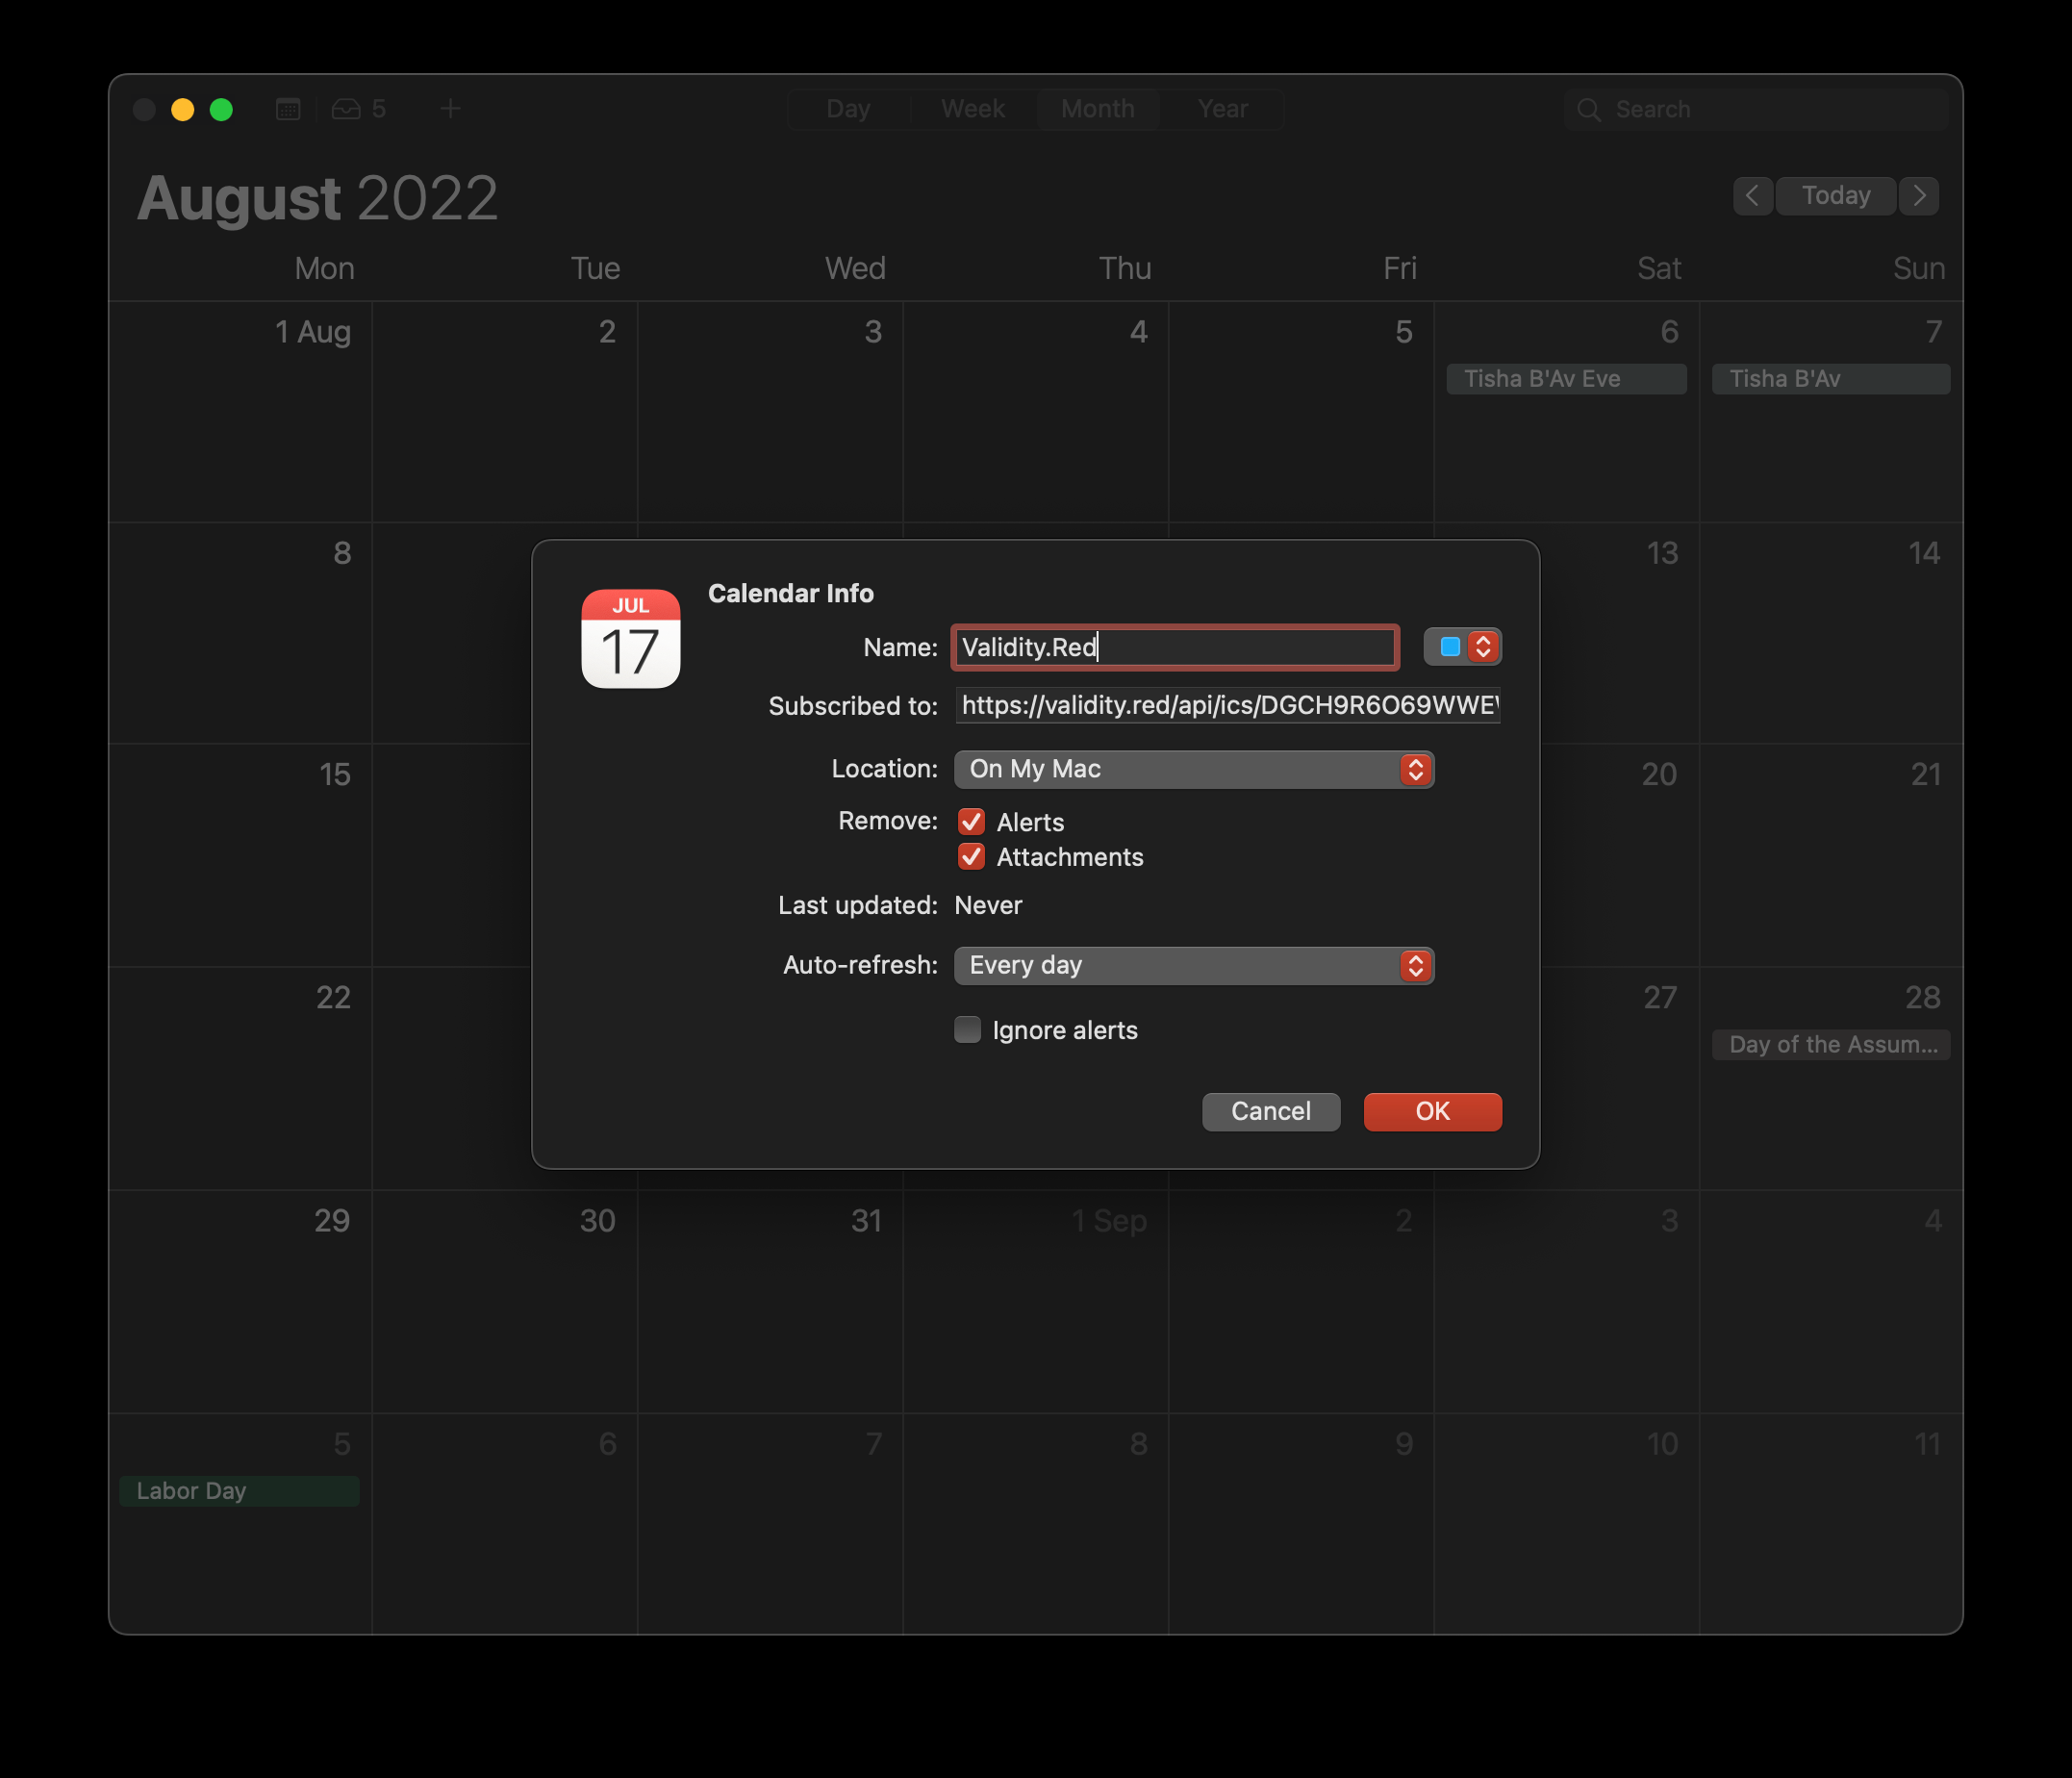 5 + Day Week Month Year Search
August 2022 Today
Mon Tue Wed Thu Fri Sat Sun
1 Aug 2 3 4 5 6 7
Tisha B'Av Eve Tisha B'Av
8 13 14
JUL
17
Calendar Info
Name: Validity.Red
Subscribed to: https://validity.red/api/ics/DGCH9R6O69WWE
Location: On My Mac
Remove: Alerts
Attachments
Last updated: Never
Auto-refresh: Every day
Ignore alerts
Cancel OK
15 20 21
22 27 28
Day of the Assum...
29 30 31 1 Sep 2 3 4
5 6 7 8 9 10 11
Labor Day